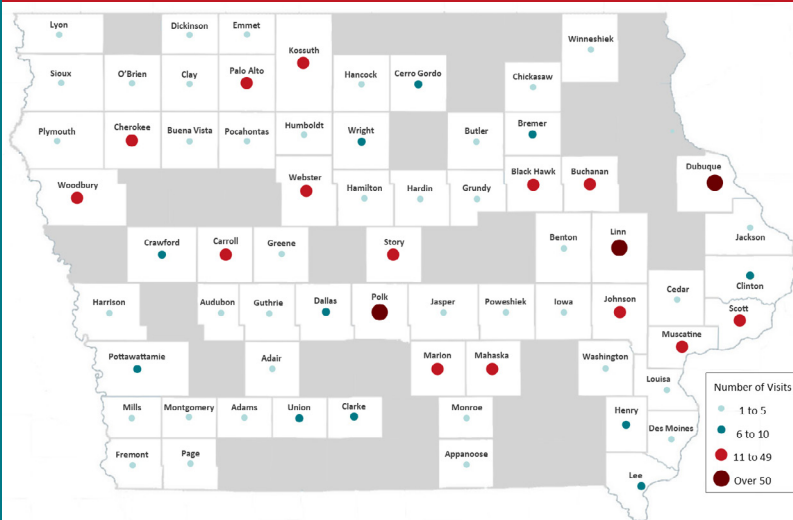 Lyon
Dickinson
Emmet
Kossuth
Winneshiek
Sioux
O'Brien
Clay
Palo Alto
Hancock
Cerro Gordo
Chickasaw
Plymouth
Cherokee
Buena Vista
Pocahontas
Humboldt
Wright
Butler
Bremer
Woodbury
Webster
Hamilton
Hardin
Grundy
Black Hawk
Buchanan
Dubuque
Crawford
Carroll
Greene
Story
Benton
Linn
Jackson
Harrison
Audubon
Guthrie
Dallas
Polk
Jasper
Poweshiek
Iowa
Johnson
Cedar
Clinton
Scott
Muscatine
Pottawattamie
Adair
Marion
Mahaska
Washington
Louisa
Mills
Montgomery
Adams
Union
Clarke
Monroe
Henry
Des Moines
Fremont
Page
Appanoose
Lee
Number of Visits
1 to 5
6 to 10
11 to 49
Over 50